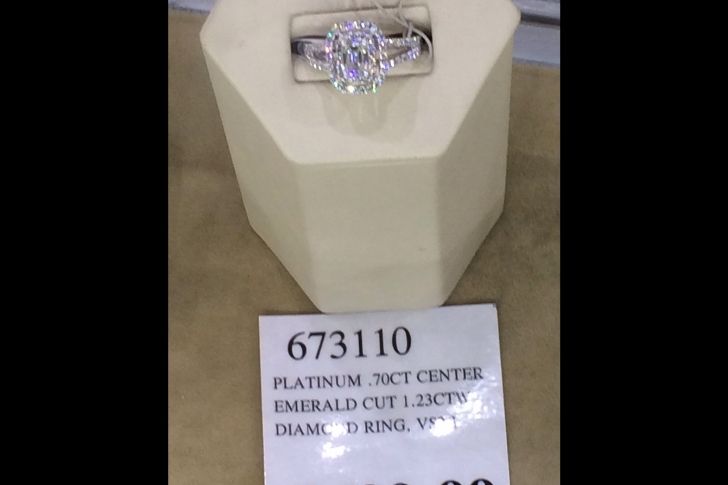 673110
PLATINUM .70CT CENTER
EMERALD CUT 1.23CTW
RING,